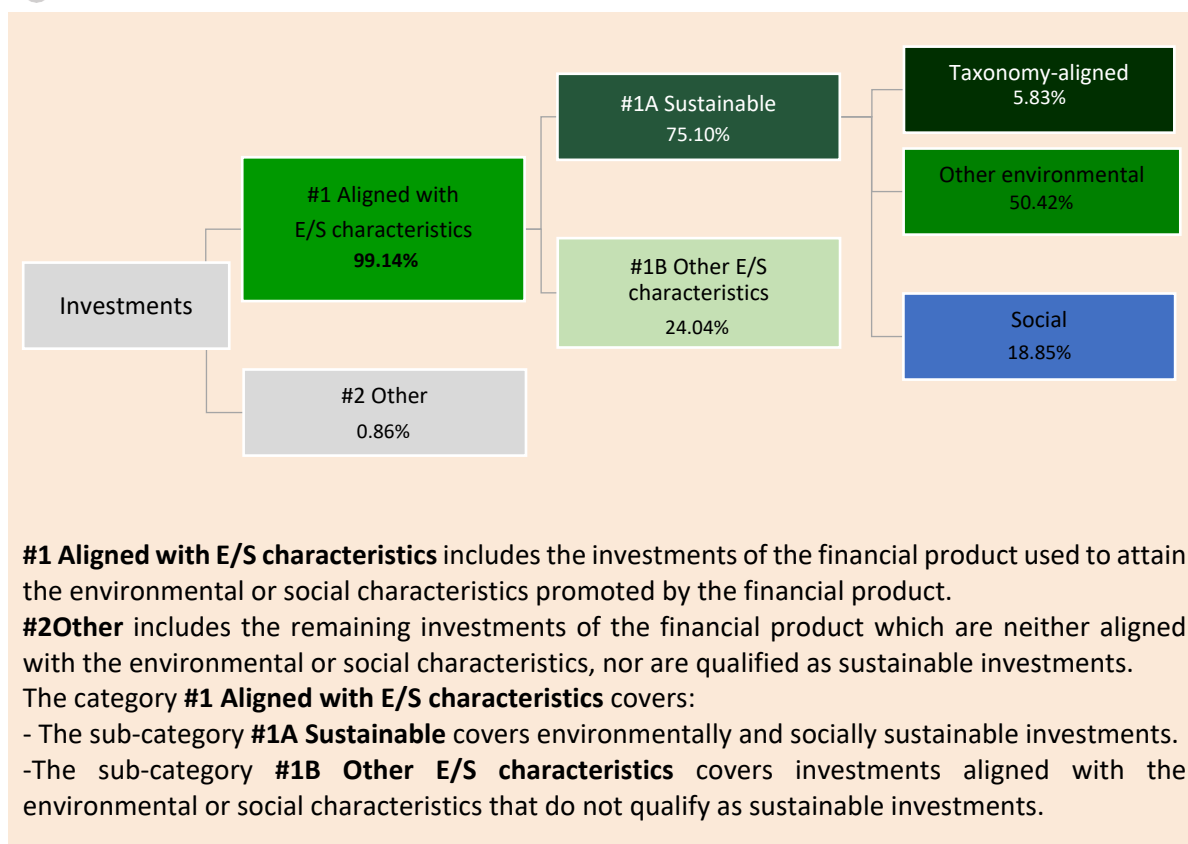 Investments
#1 Aligned with
E/S characteristics
99.14%
#2 Other
0.86%
#1A Sustainable
75.10%
#1B Other E/S
characteristics
24.04%
Taxonomy-aligned
5.83%
Other environmental
50.42%
Social
18.85%
#1 Aligned with E/S characteristics includes the investments of the financial product used to attain
the environmental or social characteristics promoted by the financial product.
#2Other includes the remaining investments of the financial product which are neither aligned
with the environmental or social characteristics, nor are qualified as sustainable investments.
The category #1 Aligned with E/S characteristics covers:
- The sub-category #1A Sustainable covers environmentally and socially sustainable investments.
-The sub-category #1B Other E/S characteristics covers investments aligned with the
environmental or social characteristics that do not qualify as sustainable investments.